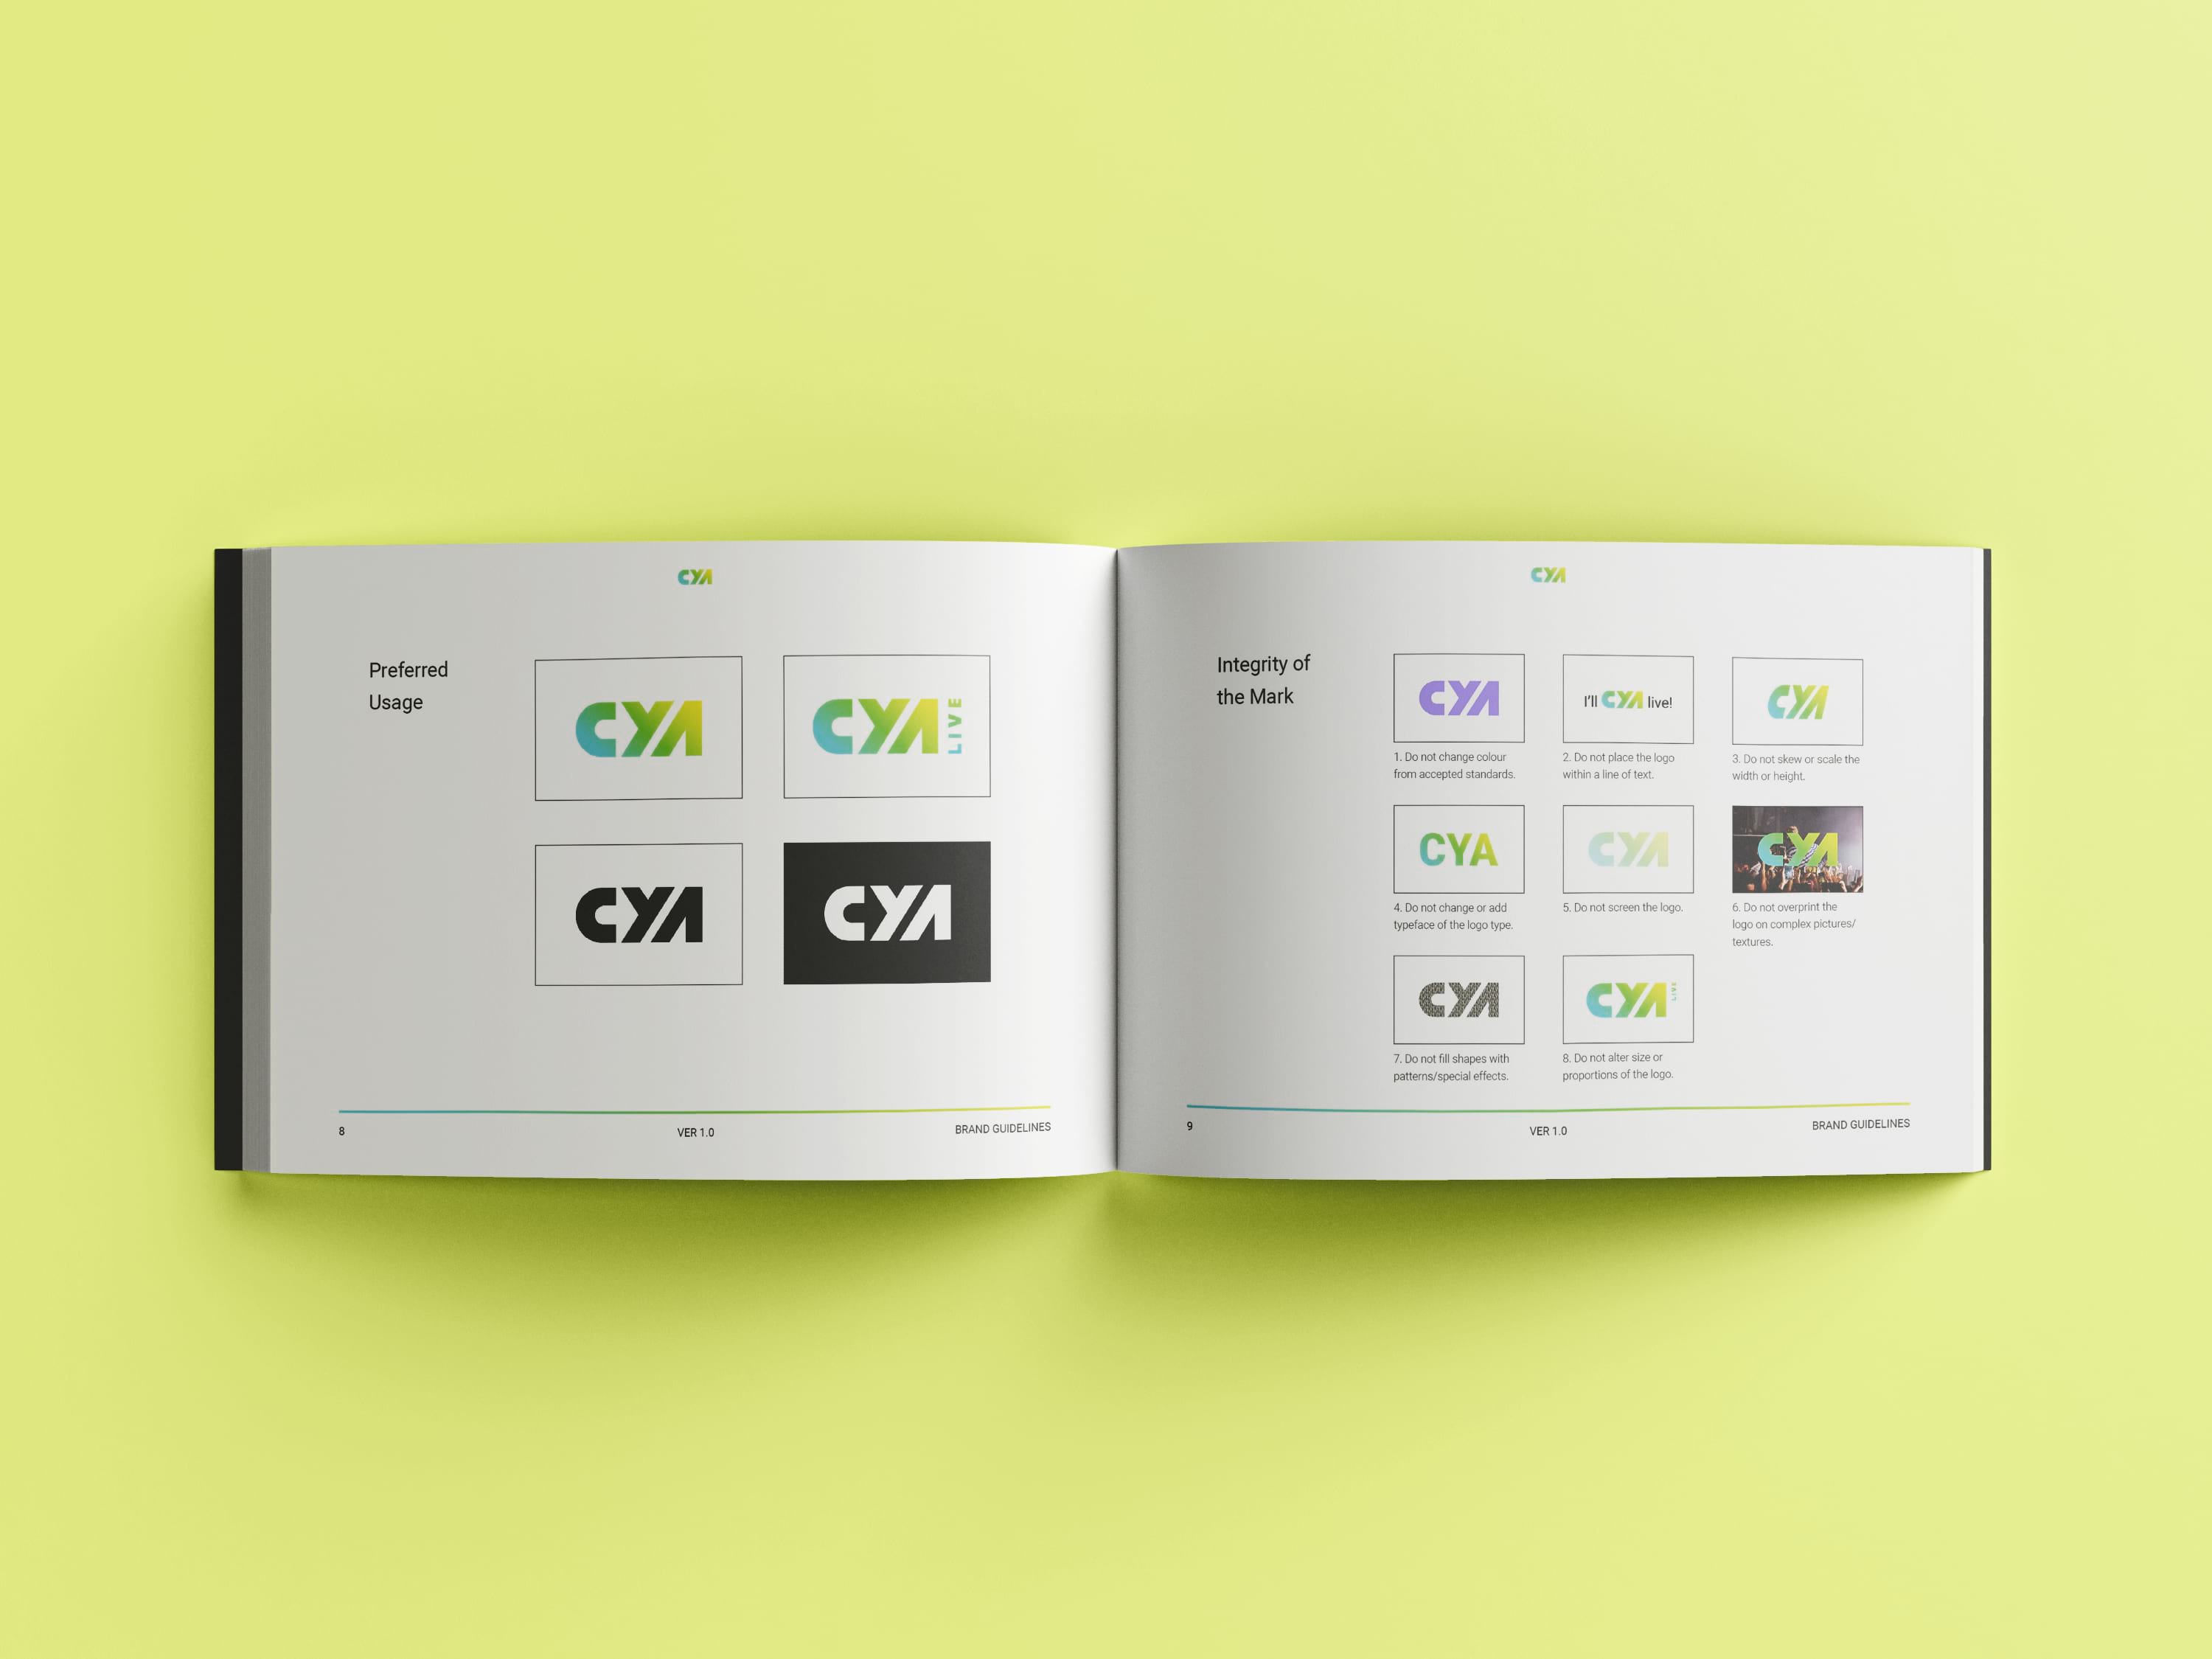 CYA
Preferred
Usage
CYA
CYA LIVE
CYA
CYA
8
VER 1.0
BRAND GUIDELINES
CYA
Integrity of
the Mark
CYA
I'll CYA live!
CYA
1. Do not change colour
from accepted standards.
2. Do not place the logo
within a line of text.
3. Do not skew or scale the
width or height.
CYA
CYA
CYA
4. Do not change or add
typeface of the logo type.
5. Do not screen the logo.
6. Do not overprint the
logo on complex pictures/
textures.
CYA
CYA LIVE
7. Do not fill shapes with
patterns/special effects.
8. Do not alter size or
proportions of the logo.
9
VER 1.0
BRAND GUIDELINES